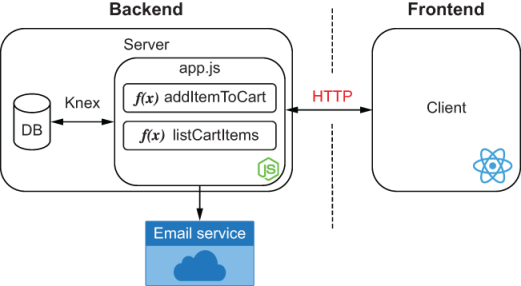 Backend
Frontend
Server
app.js
f(x) addItemToCart
HTTP
Knex
Client
DB
f(x) listCartItems
JS
Email service